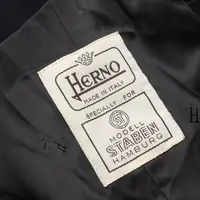 HERNO
MADE IN ITALY
SPECIALLY FOR
MODELL
STABEN
HAMBURG
H